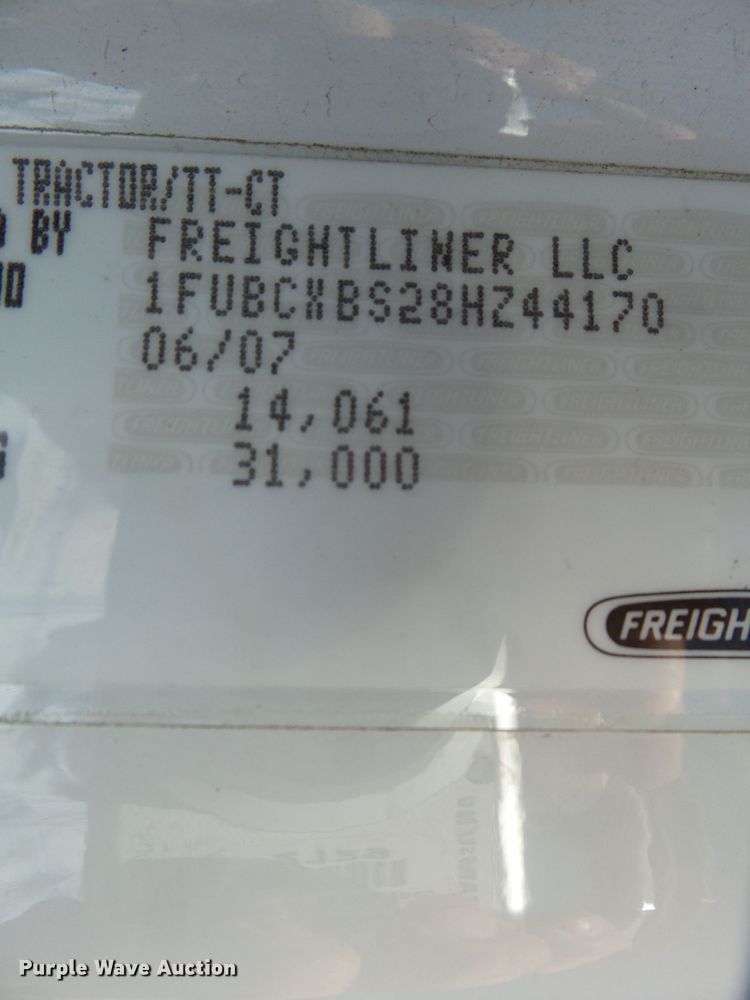 TRACTOR/TT-CT
BY FREIGHTLINER LLC
1FUBCXBS28HZ44170
06/07
14,061
31,000
FREIGH
Purple Wave Auction